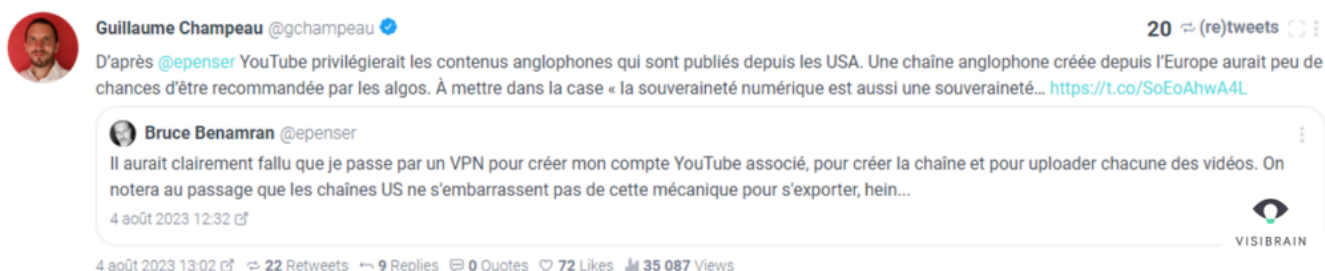 Guillaume Champeau @gchampeau
20 (re)tweets
D'après @epenser YouTube privilégierait les contenus anglophones qui sont publiés depuis les USA. Une chaîne anglophone créée depuis l'Europe aurait peu de
chances d'être recommandée par les algos. À mettre dans la case « la souveraineté numérique est aussi une souveraineté… https://t.co/SoEoAhwA4L
Bruce Benamran @epenser
Il aurait clairement fallu que je passe par un VPN pour créer mon compte YouTube associé, pour créer la chaîne et pour uploader chacune des vidéos. On
notera au passage que les chaînes US ne s'embarrassent pas de cette mécanique pour s'exporter, hein...
4 août 2023 12:32
VISIBRAIN
4 août 2023 13:02 22 Retweets 9 Replies 0 Quotes 72 Likes 35 087 Views